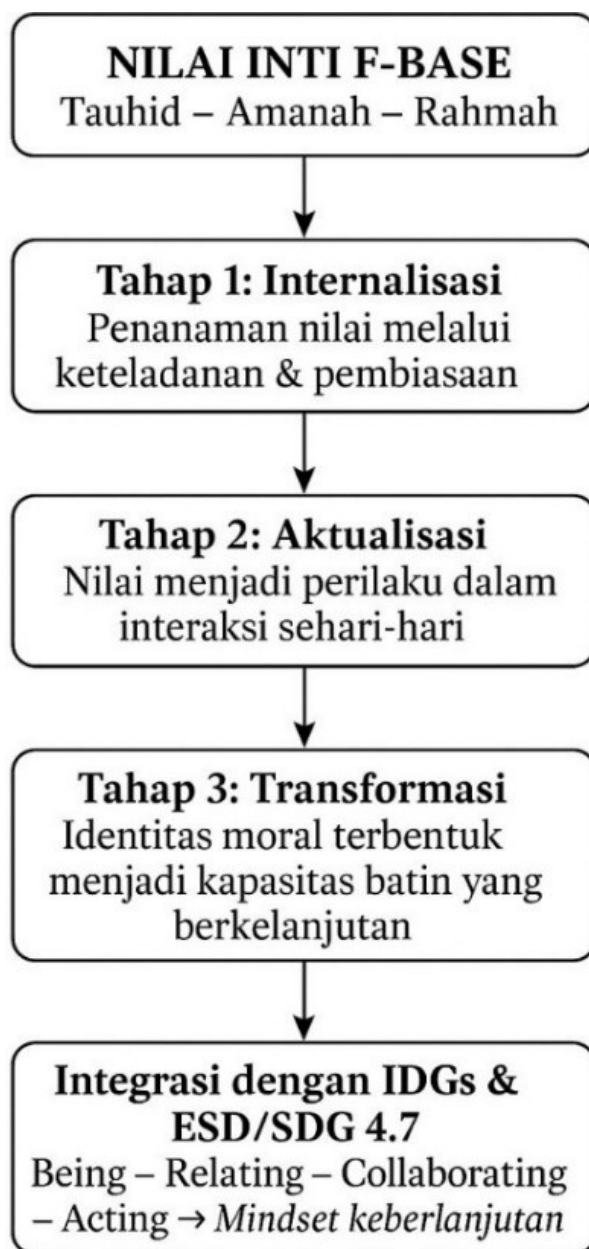 NILAI INTI F-BASE
Tauhid – Amanah – Rahmah
Tahap 1: Internalisasi
Penanaman nilai melalui
keteladanan & pembiasaan
Tahap 2: Aktualisasi
Nilai menjadi perilaku dalam
interaksi sehari-hari
Tahap 3: Transformasi
Identitas moral terbentuk
menjadi kapasitas batin yang
berkelanjutan
Integrasi dengan IDGs &
ESD/SDG 4.7
Being – Relating – Collaborating
– Acting → Mindset keberlanjutan